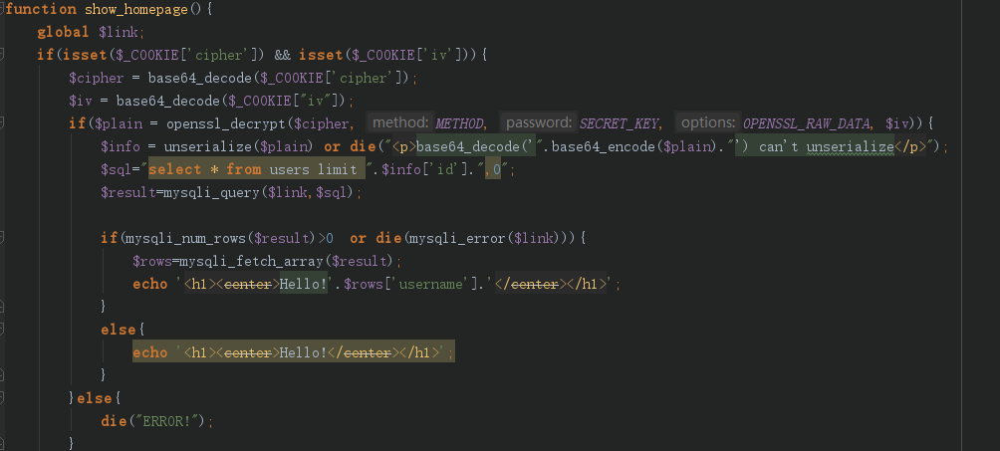 function show_homepage(){
    global $link;
    if(isset($_COOKIE['cipher']) && isset($_COOKIE['iv'])){
        $cipher = base64_decode($_COOKIE['cipher']);
        $iv = base64_decode($_COOKIE["iv"]);
        if($plain = openssl_decrypt($cipher, method: METHOD, password: SECRET_KEY, options: OPENSSL_RAW_DATA, $iv)){
            $info = unserialize($plain) or die("<p>base64_decode('".base64_encode($plain)."') can't unserialize</p>");
            $sql="select * from users limit ".$info['id'].",0";
            $result=mysqli_query($link,$sql);
            if(mysqli_num_rows($result)>0  or die(mysqli_error($link))){
                $rows=mysqli_fetch_array($result);
                echo '<h1><center>Hello!'.$rows['username'].'</center></h1>';
            }
            else{
                echo '<h1><center>Hello!</center></h1>';
            }
        }else{
            die("ERROR!");
        }